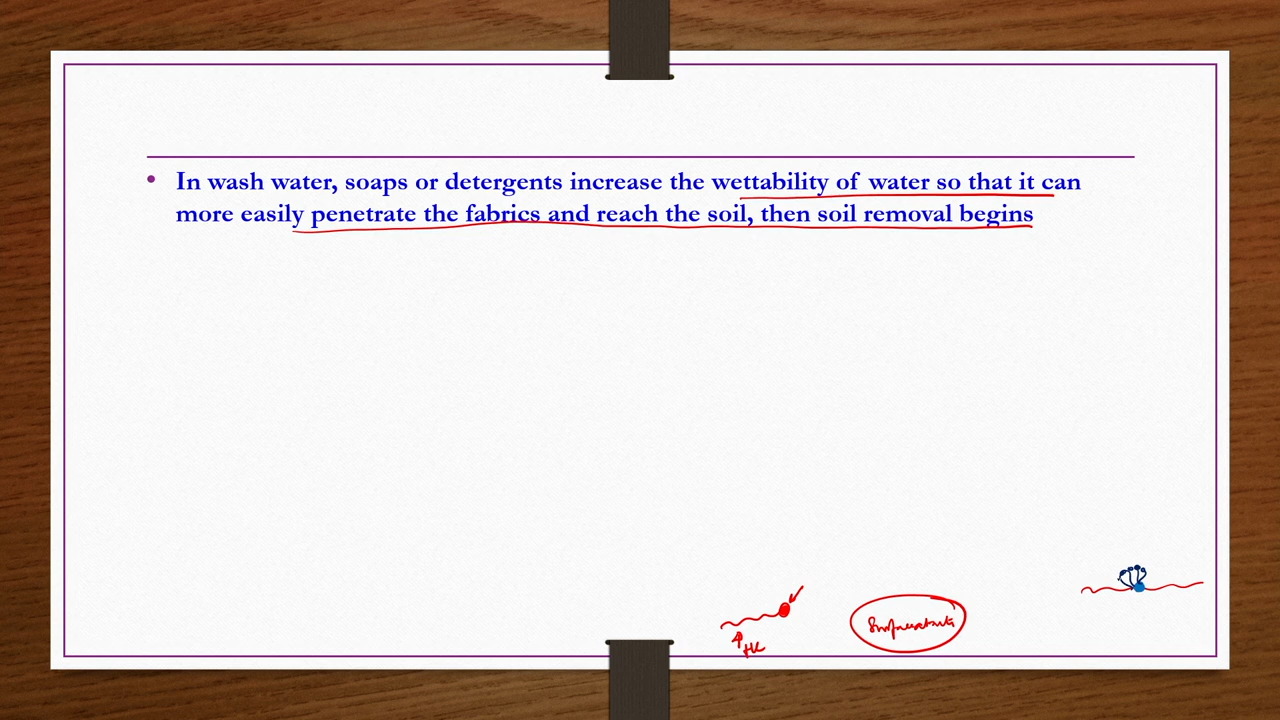 • In wash water, soaps or detergents increase the wettability of water so that it can
more easily penetrate the fabrics and reach the soil, then soil removal begins
HC